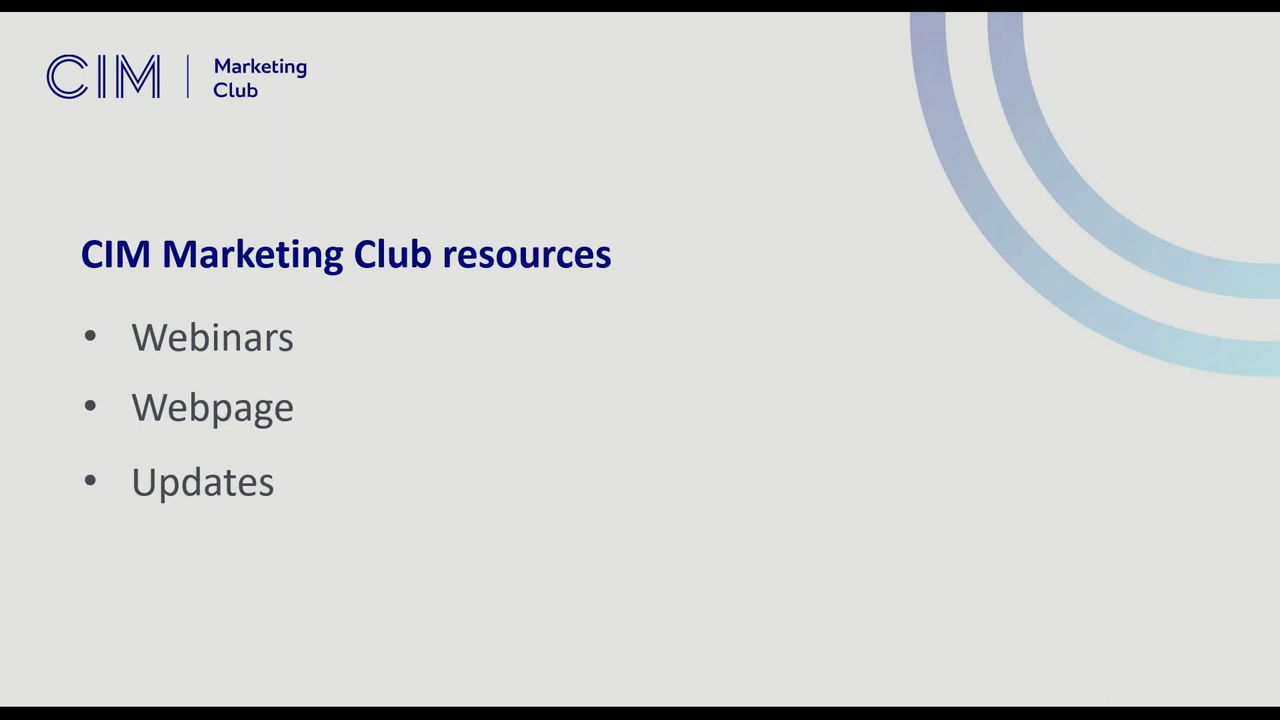 CIM | Marketing
Club
CIM Marketing Club resources
• Webinars
• Webpage
• Updates